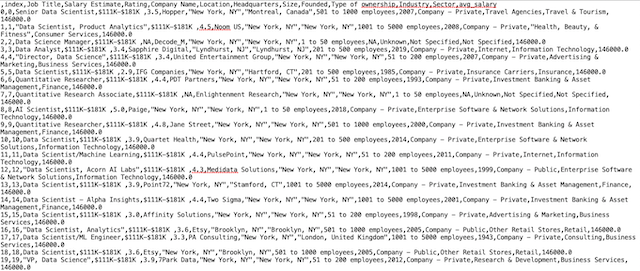 ,index,Job Title,Salary Estimate,Rating,Company Name,Location,Headquarters,Size,Founded,Type of ownership,Industry,Sector,avg_salary
0,0,Senior Data Scientist,$111K-$181K ,3.5,Hopper,"New York, NY","Montreal, Canada",501 to 1000 employees,2007,Company - Private,Travel Agencies,Travel & Tourism,
146000.0
1,1,"Data Scientist, Product Analytics",$111K-$181K ,4.5,Noom US,"New York, NY","New York, NY",1001 to 5000 employees,2008,Company - Private,"Health, Beauty, &
Fitness",Consumer Services,146000.0
2,2,Data Science Manager,$111K-$181K ,NA,Decode_M,"New York, NY","New York, NY",1 to 50 employees,NA,Unknown,Not Specified,Not Specified,146000.0
3,3,Data Analyst,$111K-$181K ,3.4,Sapphire Digital,"Lyndhurst, NJ","Lyndhurst, NJ",201 to 500 employees,2019,Company - Private,Internet,Information Technology,146000.0
4,4,"Director, Data Science",$111K-$181K ,3.4,United Entertainment Group,"New York, NY","New York, NY",51 to 200 employees,2007,Company - Private,Advertising &
Marketing,Business Services,146000.0
5,5,Data Scientist,$111K-$181K ,2.9,IFG Companies,"New York, NY","Hartford, CT",201 to 500 employees,1985,Company - Private,Insurance Carriers,Insurance,146000.0
6,6,Quantitative Researcher,$111K-$181K ,4.4,PDT Partners,"New York, NY","New York, NY",51 to 200 employees,1993,Company - Private,Investment Banking & Asset
Management,Finance,146000.0
7,7,Quantitative Research Associate,$111K-$181K ,NA,Enlightenment Research,"New York, NY","New York, NY",1 to 50 employees,NA,Unknown,Not Specified,Not Specified,
146000.0
8,8,AI Scientist,$111K-$181K ,5.0,Paige,"New York, NY","New York, NY",1 to 50 employees,2018,Company - Private,Enterprise Software & Network Solutions,Information
Technology,146000.0
9,9,Quantitative Researcher,$111K-$181K ,4.8,Jane Street,"New York, NY","New York, NY",501 to 1000 employees,2000,Company - Private,Investment Banking & Asset
Management,Finance,146000.0
10,10,Data Scientist,$111K-$181K ,3.9,Quartet Health,"New York, NY","New York, NY",201 to 500 employees,2014,Company - Private,Enterprise Software & Network
Solutions,Information Technology,146000.0
11,11,Data Scientist/Machine Learning,$111K-$181K ,4.4,PulsePoint,"New York, NY","New York, NY",51 to 200 employees,2011,Company - Private,Internet,Information
Technology,146000.0
12,12,"Data Scientist, Acorn AI Labs",$111K-$181K ,4.3,Medidata Solutions,"New York, NY","New York, NY",1001 to 5000 employees,1999,Company - Public,Enterprise Software
& Network Solutions,Information Technology,146000.0
13,13,Data Scientist,$111K-$181K ,3.9,Point72,"New York, NY","Stamford, CT",1001 to 5000 employees,2014,Company - Private,Investment Banking & Asset Management,Finance,
146000.0
14,14,Data Scientist - Alpha Insights,$111K-$181K ,4.4,Two Sigma,"New York, NY","New York, NY",1001 to 5000 employees,2001,Company - Private,Investment Banking & Asset
Management,Finance,146000.0
15,15,Data Scientist,$111K-$181K ,3.0,Affinity Solutions,"New York, NY","New York, NY",51 to 200 employees,1998,Company - Private,Advertising & Marketing,Business
Services,146000.0
16,16,"Data Scientist, Analytics",$111K-$181K ,3.6,Etsy,"Brooklyn, NY","Brooklyn, NY",501 to 1000 employees,2005,Company - Public,Other Retail Stores,Retail,146000.0
17,17,Data Scientist/ML Engineer,$111K-$181K ,3.3,PA Consulting,"New York, NY","London, United Kingdom",1001 to 5000 employees,1943,Company - Private,Consulting,
Business Services,146000.0
18,18,Data Scientist,$111K-$181K ,3.6,Etsy,"New York, NY","Brooklyn, NY",501 to 1000 employees,2005,Company - Public,Other Retail Stores,Retail,146000.0
19,19,"VP, Data Science",$111K-$181K ,3.9,7Park Data,"New York, NY","New York, NY",51 to 200 employees,2012,Company - Private,Research & Development,Business Services,
146000.0